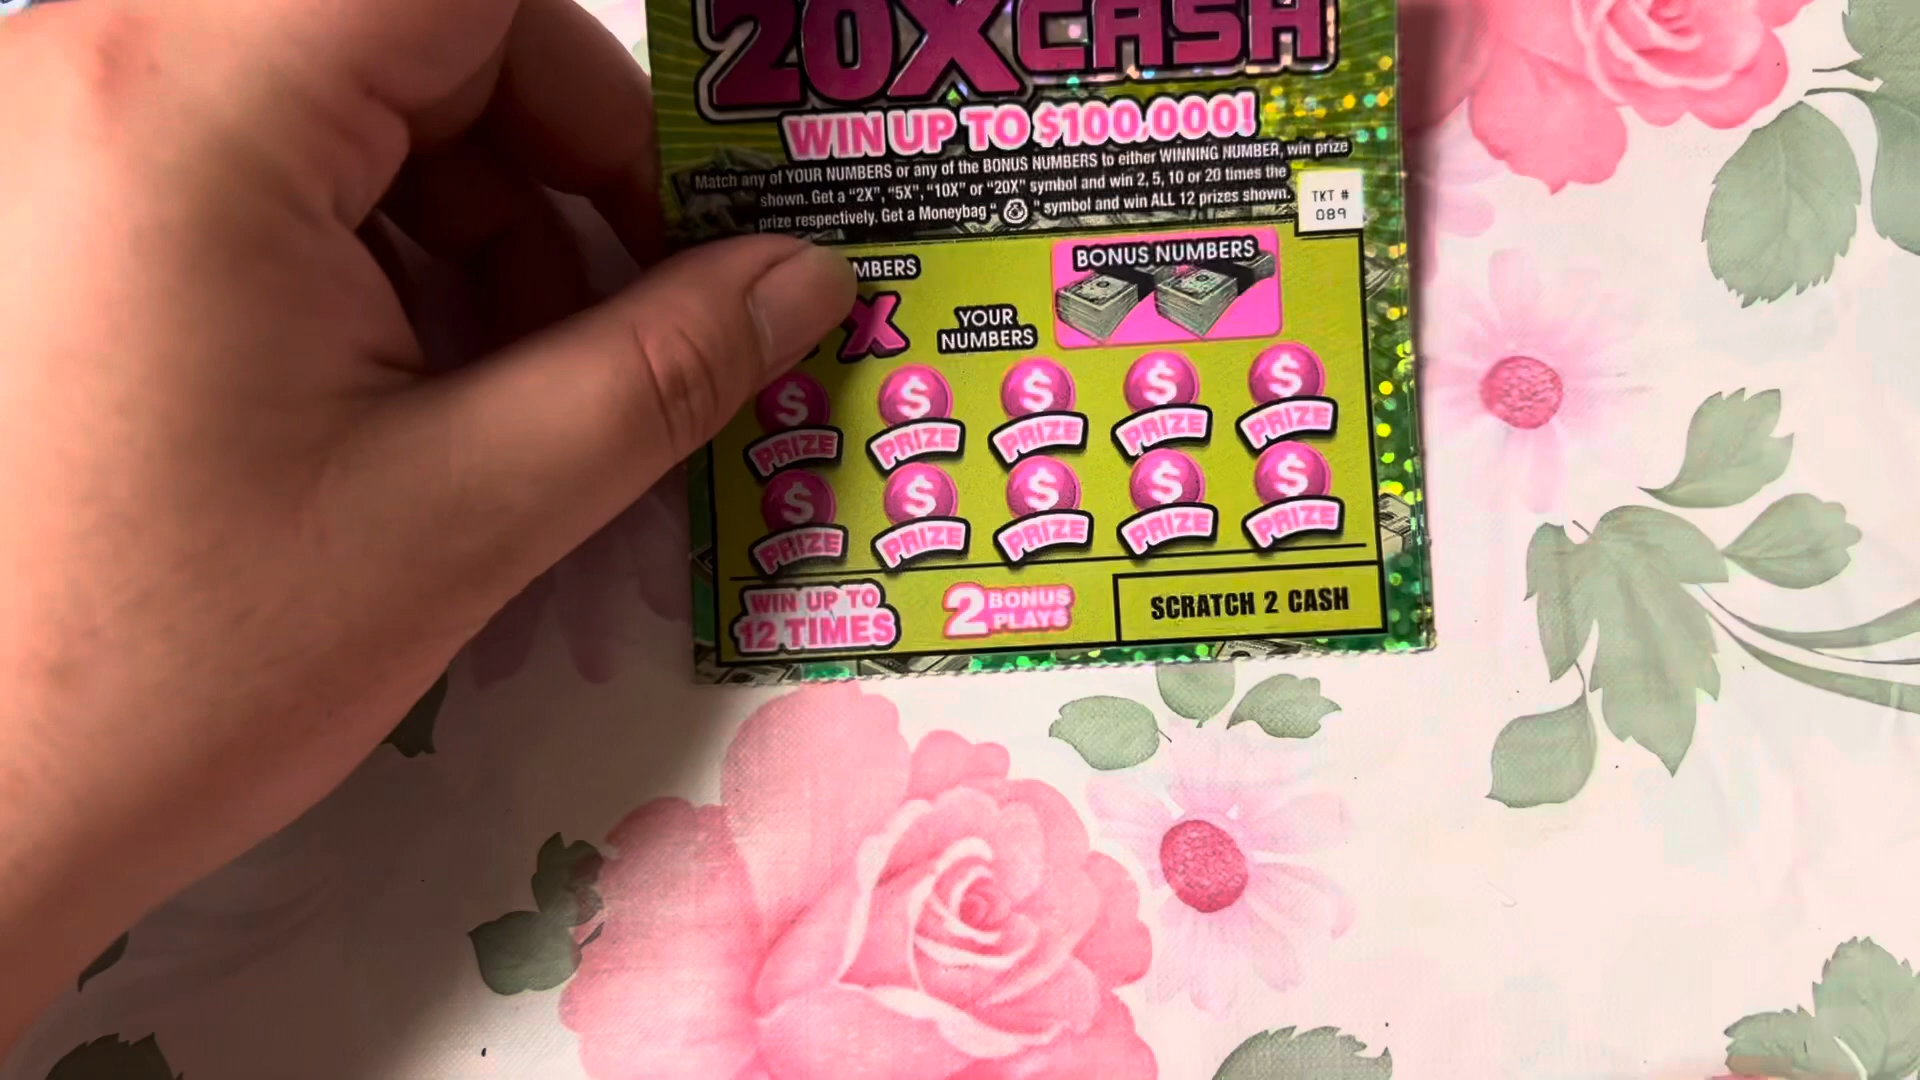 20X CASH
WIN UP TO $100,000!
Match any of YOUR NUMBERS or any of the BONUS NUMBERS to either WINNING NUMBER, win prize
shown. Get a "2X", "5X", "10X" or "20X" symbol and win 2, 5, 10 or 20 times the
prize respectively. Get a Moneybag " " symbol and win ALL 12 prizes shown.
TKT #
089
MBERS
X
YOUR
NUMBERS
BONUS NUMBERS
$ $ $ $ $
PRIZE PRIZE PRIZE PRIZE PRIZE
$ $ $ $ $
PRIZE PRIZE PRIZE PRIZE PRIZE
WIN UP TO
12 TIMES
2 BONUS
PLAYS
SCRATCH 2 CASH